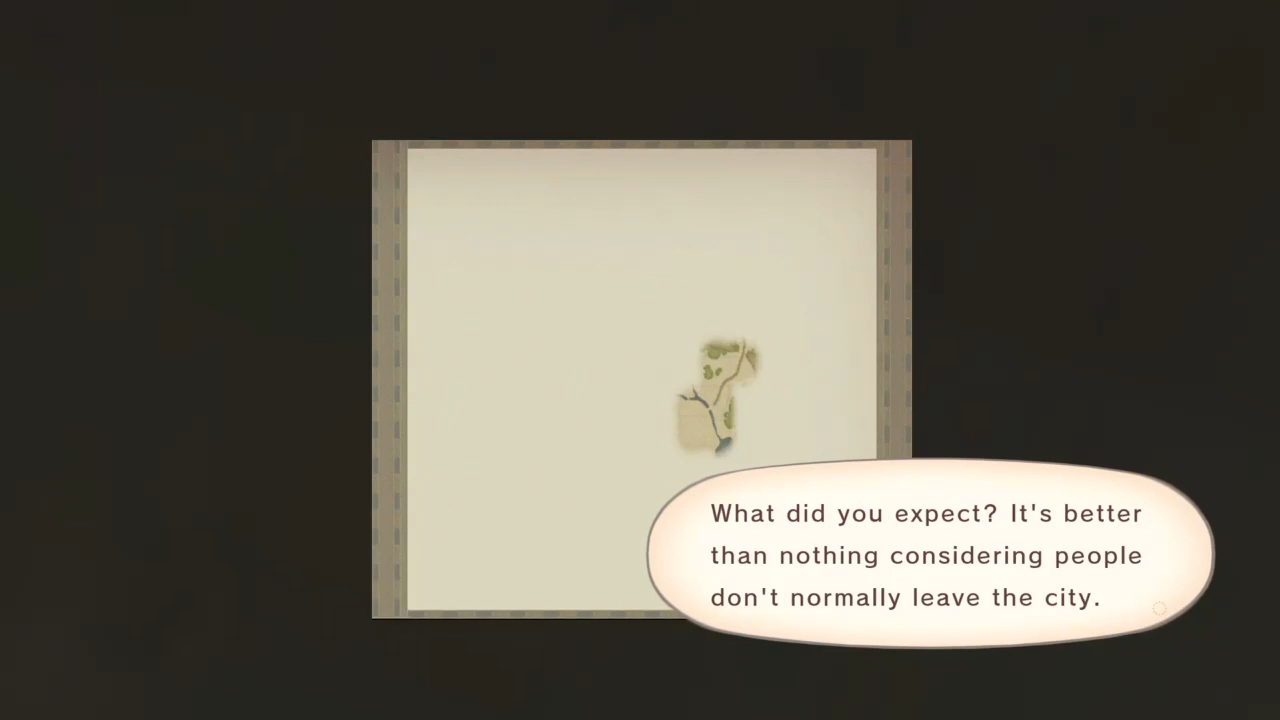 What did you expect? It's better
than nothing considering people
don't normally leave the city.